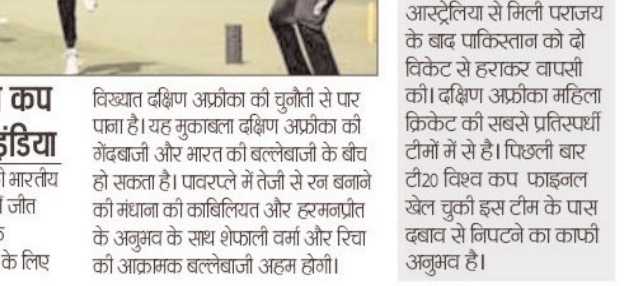 कप
इंडिया
भारतीय
जीत
के लिए
विख्यात दक्षिण अफ्रीका की चुनौती से पार
पाना है। यह मुकाबला दक्षिण अफ्रीका की
गेंदबाजी और भारत की बल्लेबाजी के बीच
हो सकता है। पावरप्ले में तेजी से रन बनाने
की मंधाना की काबिलियत और हरमनप्रीत
के अनुभव के साथ शेफाली वर्मा और रिचा
की आक्रामक बल्लेबाजी अहम होगी।
आस्ट्रेलिया से मिली पराजय
के बाद पाकिस्तान को दो
विकेट से हराकर वापसी
की। दक्षिण अफ्रीका महिला
क्रिकेट की सबसे प्रतिस्पर्धी
टीमों में से है। पिछली बार
टी20 विश्व कप फाइनल
खेल चुकी इस टीम के पास
दबाव से निपटने का काफी
अनुभव है।